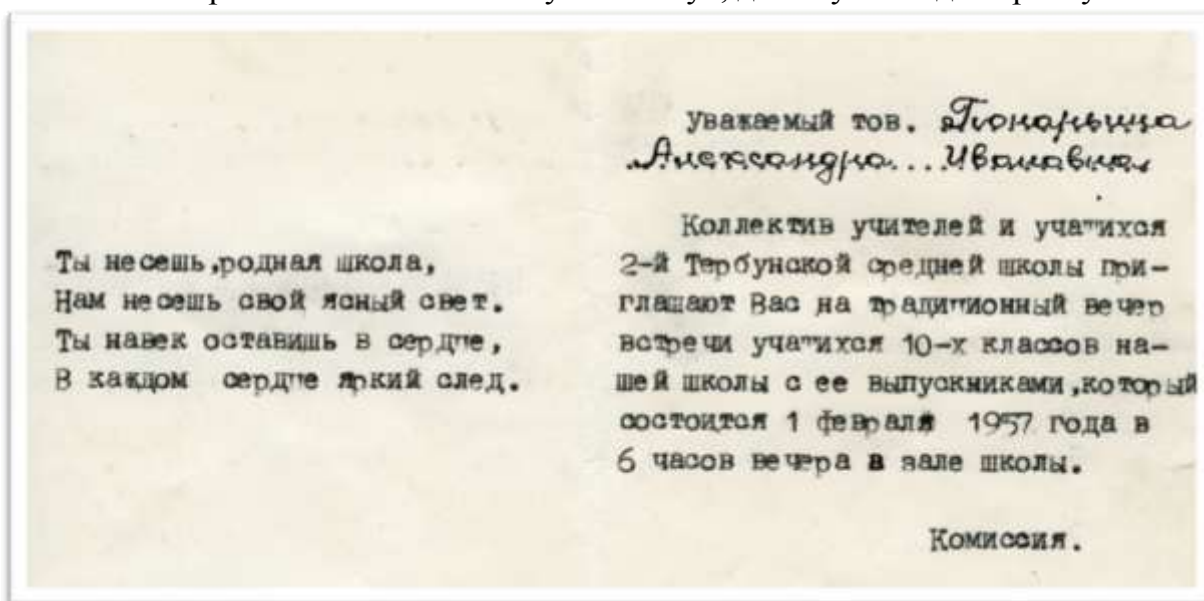 Ты несешь,родная школа,
Нам несешь свой ясный свет.
Ты навек оставишь в сердце,
В каждом сердце яркий след.
Уважаемый тов.
Александра...Ивановна
Коллектив учителей и учащихся
2-й Тербунской средней школы при-
глашают Вас на традиционный вечер
встречи учащихся 10-х классов на-
шей школы с ее выпускниками,который
состоится 1 февраля 1957 года в
6 часов вечера в зале школы.
Комиссия.